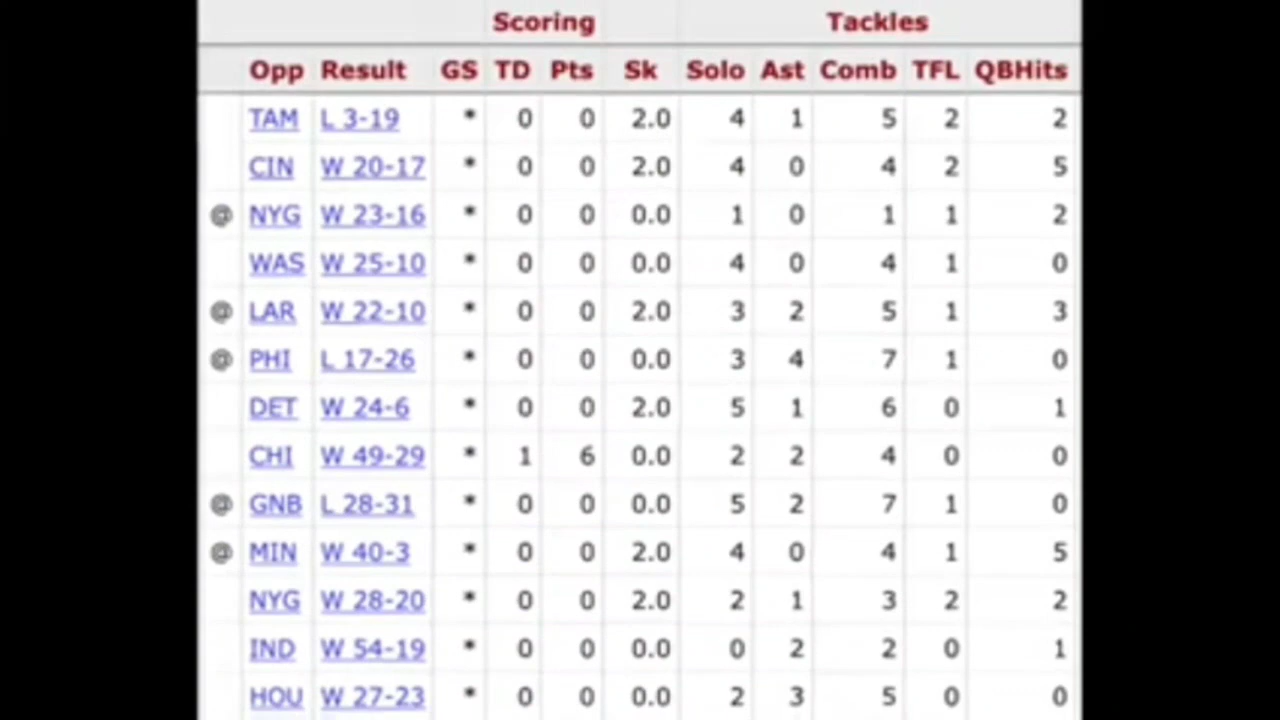 Scoring Tackles
Opp Result GS TD Pts Sk Solo Ast Comb TFL QBHits
TAM L 3-19 * 0 0 2.0 4 1 5 2 2
CIN W 20-17 * 0 0 2.0 4 0 4 2 5
@ NYG W 23-16 * 0 0 0.0 1 0 1 1 2
WAS W 25-10 * 0 0 0.0 4 0 4 1 0
@ LAR W 22-10 * 0 0 2.0 3 2 5 1 3
@ PHI L 17-26 * 0 0 0.0 3 4 7 1 0
DET W 24-6 * 0 0 2.0 5 1 6 0 1
CHI W 49-29 * 1 6 0.0 2 2 4 0 0
@ GNB L 28-31 * 0 0 0.0 5 2 7 1 0
@ MIN W 40-3 * 0 0 2.0 4 0 4 1 5
NYG W 28-20 * 0 0 2.0 2 1 3 2 2
IND W 54-19 * 0 0 0.0 0 2 2 0 1
HOU W 27-23 * 0 0 0.0 2 3 5 0 0